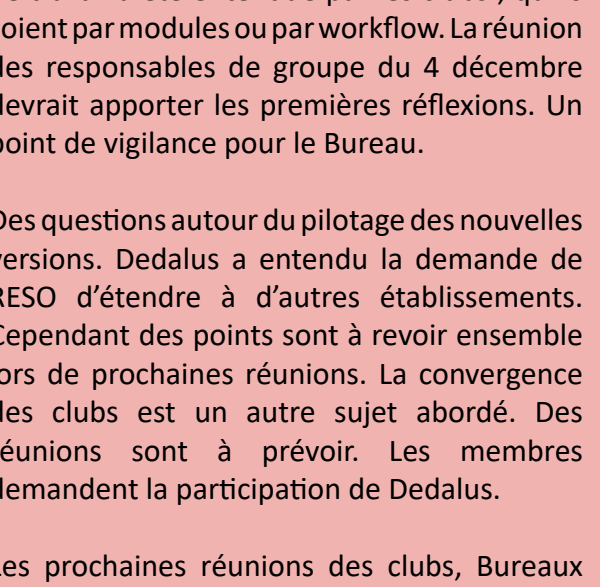 soient par modules ou par workflow. La réunion
des responsables de groupe du 4 décembre
devrait apporter les premières réflexions. Un
point de vigilance pour le Bureau.
Des questions autour du pilotage des nouvelles
versions. Dedalus a entendu la demande de
RESO d’étendre à d’autres établissements.
Cependant des points sont à revoir ensemble
lors de prochaines réunions. La convergence
des clubs est un autre sujet abordé. Des
réunions sont à prévoir. Les membres
demandent la participation de Dedalus.
Les prochaines réunions des clubs, Bureaux